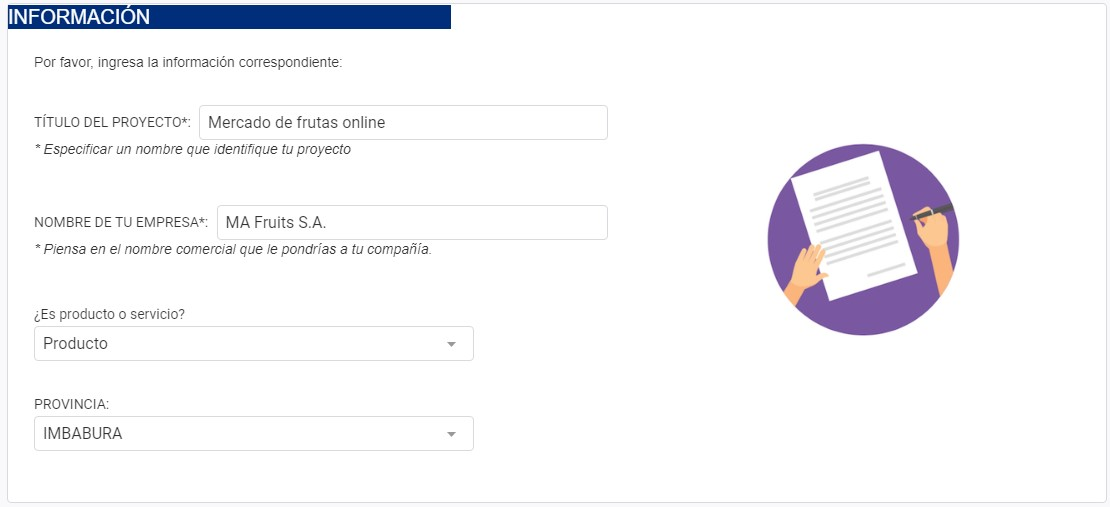 INFORMACIÓN
Por favor, ingresa la información correspondiente:
TÍTULO DEL PROYECTO*: Mercado de frutas online
* Especificar un nombre que identifique tu proyecto
NOMBRE DE TU EMPRESA*: MA Fruits S.A.
* Piensa en el nombre comercial que le pondrías a tu compañía.
¿Es producto o servicio?
Producto
PROVINCIA:
IMBABURA